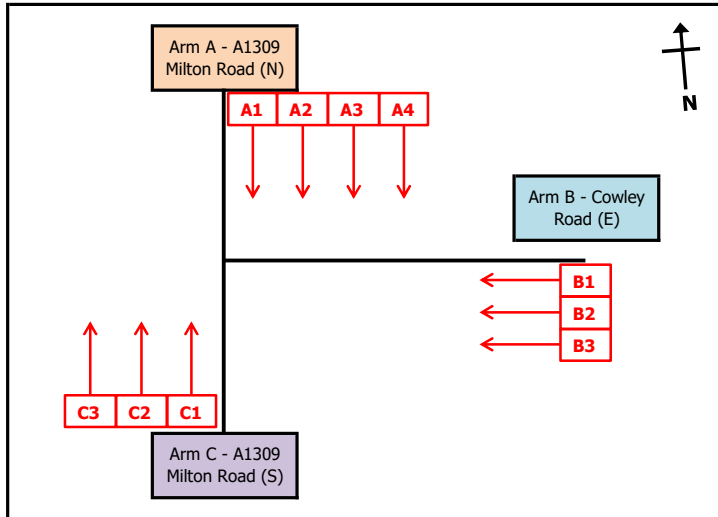 Arm A - A1309
Milton Road (N)
A1 A2 A3 A4
N
Arm B - Cowley
Road (E)
B1
B2
B3
C3 C2 C1
Arm C - A1309
Milton Road (S)